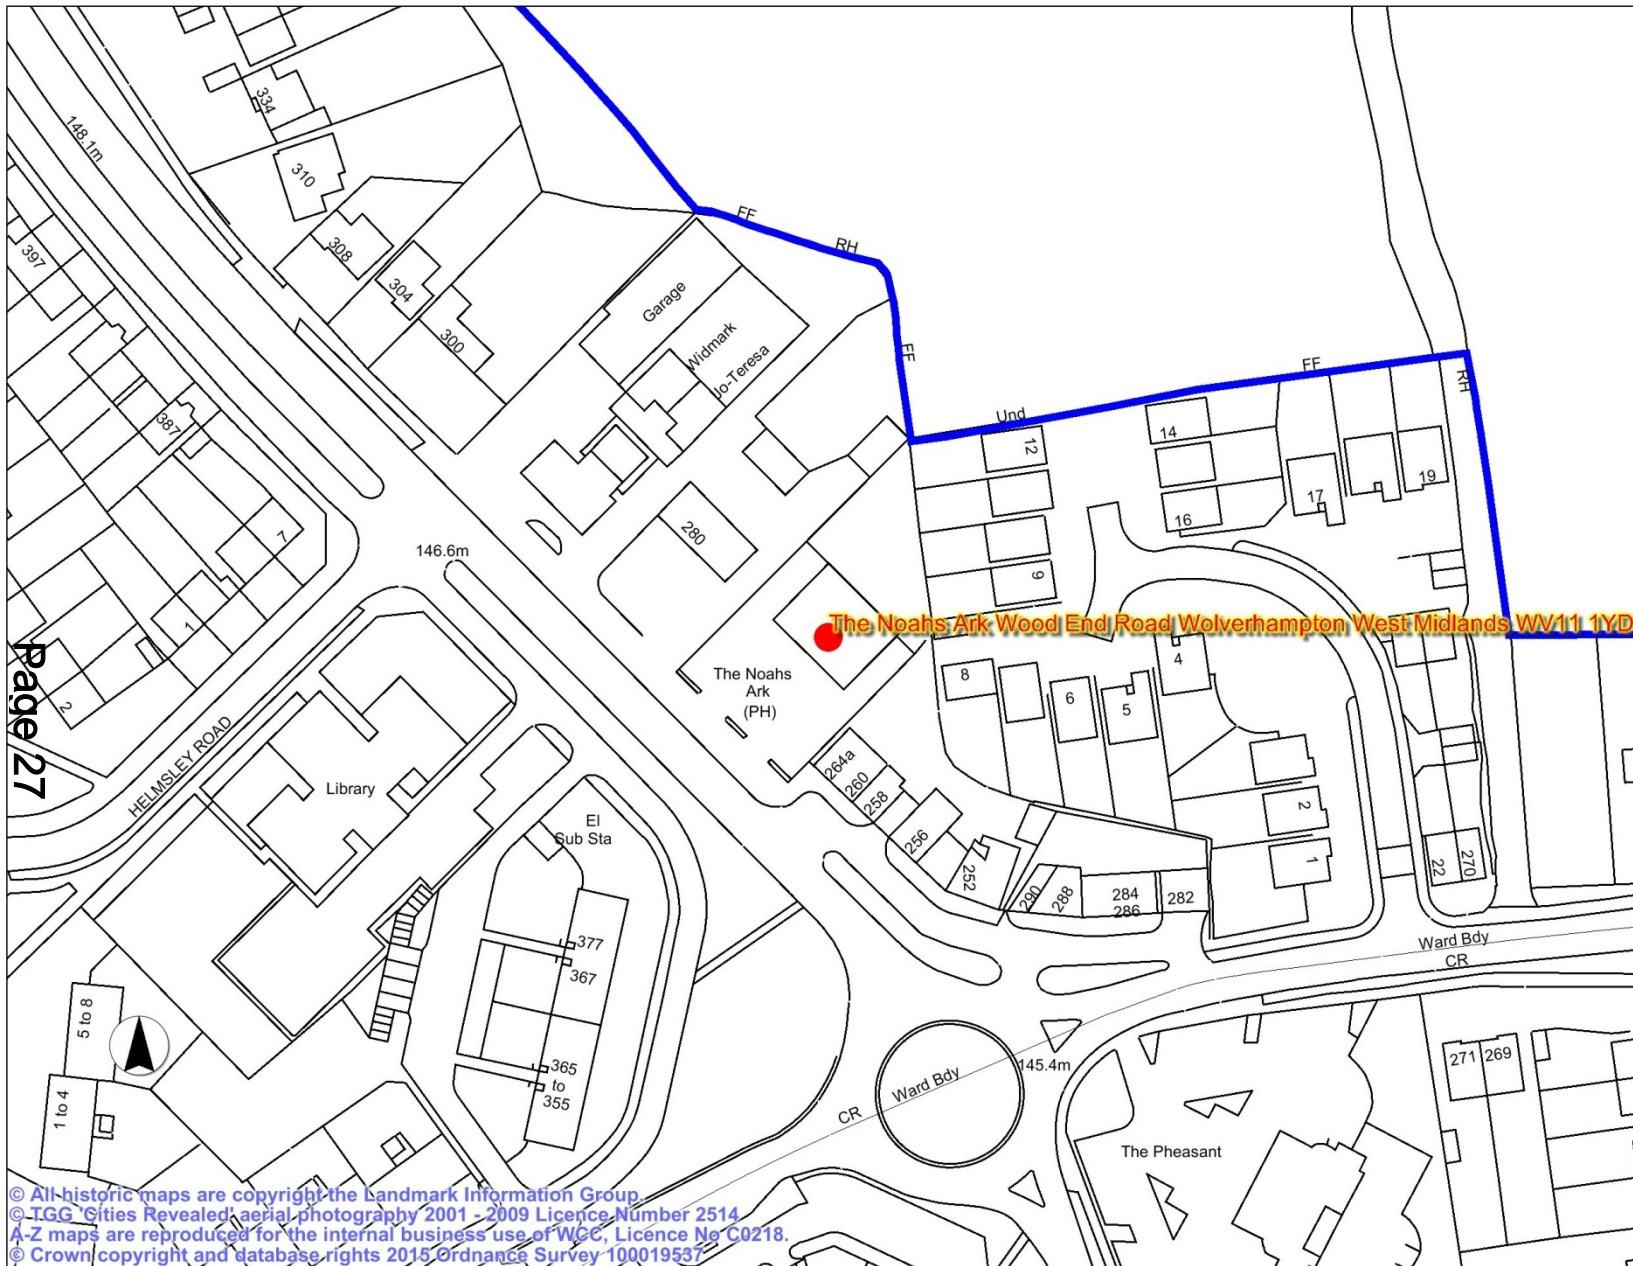 334
148.1m
310
397
308
304
300
387
Garage
Widmark
Jo-Teresa
FF
RH
FF
FF
RH
Und
12
14
16
17
19
9
7
1
2
146.6m
280
The Noahs Ark Wood End Road Wolverhampton West Midlands WV11 1YD
The Noahs
Ark
(PH)
8
6
5
4
2
1
22
270
Page 27
HELMSLEY ROAD
Library
El
Sub Sta
264a
260
258
256
252
290
288
284
286
282
377
367
365
to
355
5 to 8
1 to 4
Ward Bdy
CR
Ward Bdy
CR
145.4m
271
269
The Pheasant
© All historic maps are copyright the Landmark Information Group.
© TGG 'Cities Revealed' aerial photography 2001 - 2009 Licence Number 2514
A-Z maps are reproduced for the internal business use of WCC, Licence No C0218.
© Crown copyright and database rights 2015 Ordnance Survey 100019537